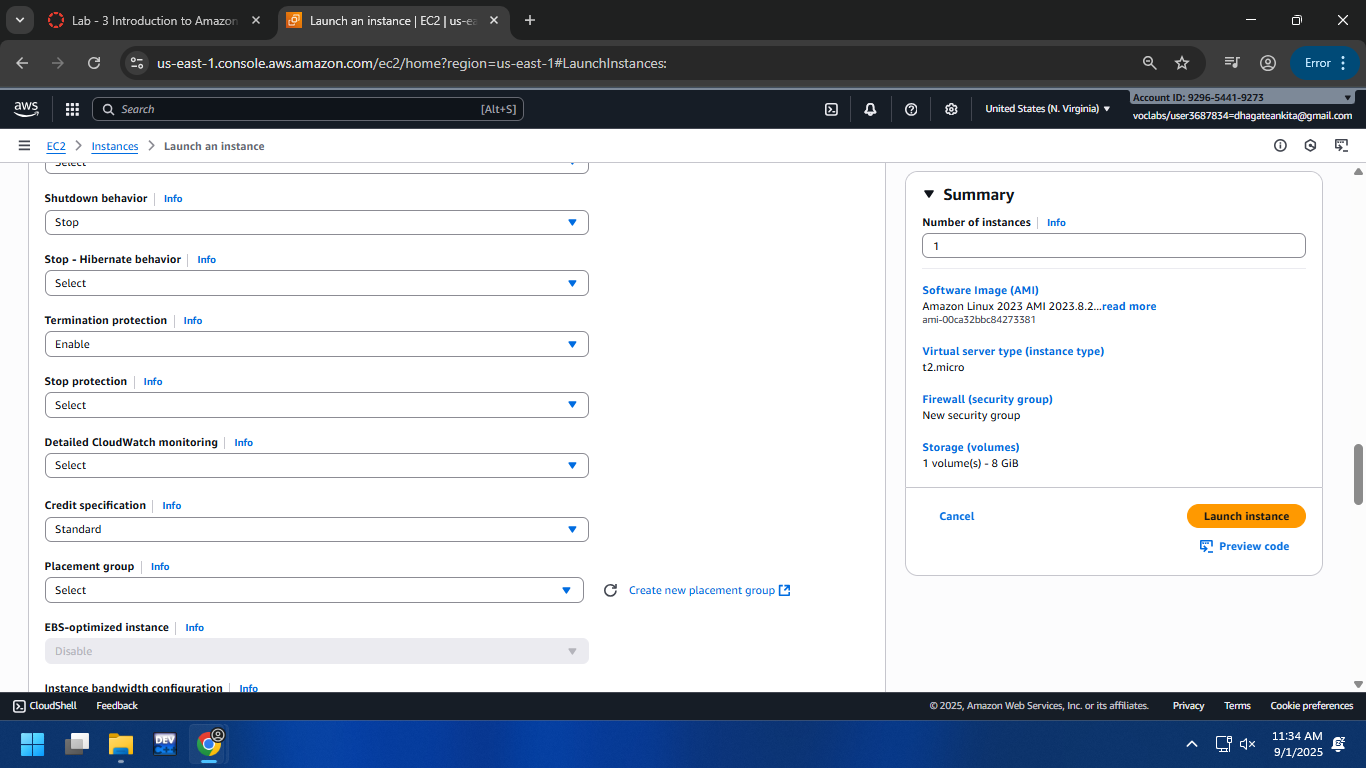 Lab - 3 Introduction to Amazon
Launch an instance | EC2 | us-ea
us-east-1.console.aws.amazon.com/ec2/home?region=us-east-1#LaunchInstances:
Error
aws
Search
[Alt+S]
United States (N. Virginia)
Account ID: 9296-5441-9273
voclabs/user3687834=dhagateankita@gmail.com
EC2
Instances
Launch an instance
Select
Shutdown behavior
Info
Stop
Stop - Hibernate behavior
Info
Select
Termination protection
Info
Enable
Stop protection
Info
Select
Detailed CloudWatch monitoring
Info
Select
Credit specification
Info
Standard
Placement group
Info
Select
Create new placement group
EBS-optimized instance
Info
Disable
Instance bandwidth configuration
Info
Summary
Number of instances
Info
1
Software Image (AMI)
Amazon Linux 2023 AMI 2023.8.2...read more
ami-00ca32bbc84273381
Virtual server type (instance type)
t2.micro
Firewall (security group)
New security group
Storage (volumes)
1 volume(s) - 8 GiB
Cancel
Launch instance
Preview code
CloudShell
Feedback
© 2025, Amazon Web Services, Inc. or its affiliates.
Privacy
Terms
Cookie preferences
DEV
11:34 AM
9/1/2025